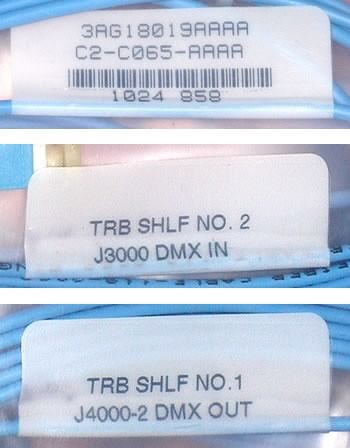 3AG18019AAAA
C2-C065-AAAA
1024 858
TRB SHLF NO. 2
J3000 DMX IN
TRB SHLF NO.1
J4000-2 DMX OUT